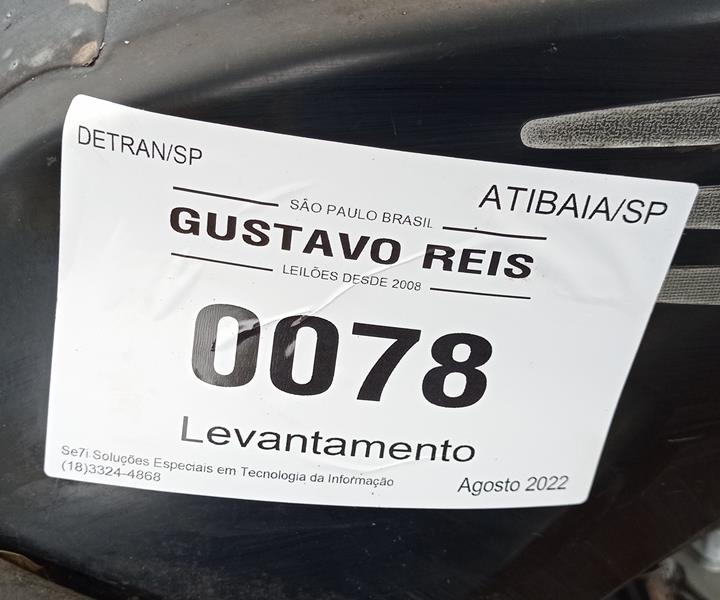 DETRAN/SP
ATIBAIA/SP
SÃO PAULO BRASIL
GUSTAVO REIS
LEILÕES DESDE 2008
0078
Levantamento
Se7i Soluções Especiais em Tecnologia da Informação
(18)3324-4868
Agosto 2022